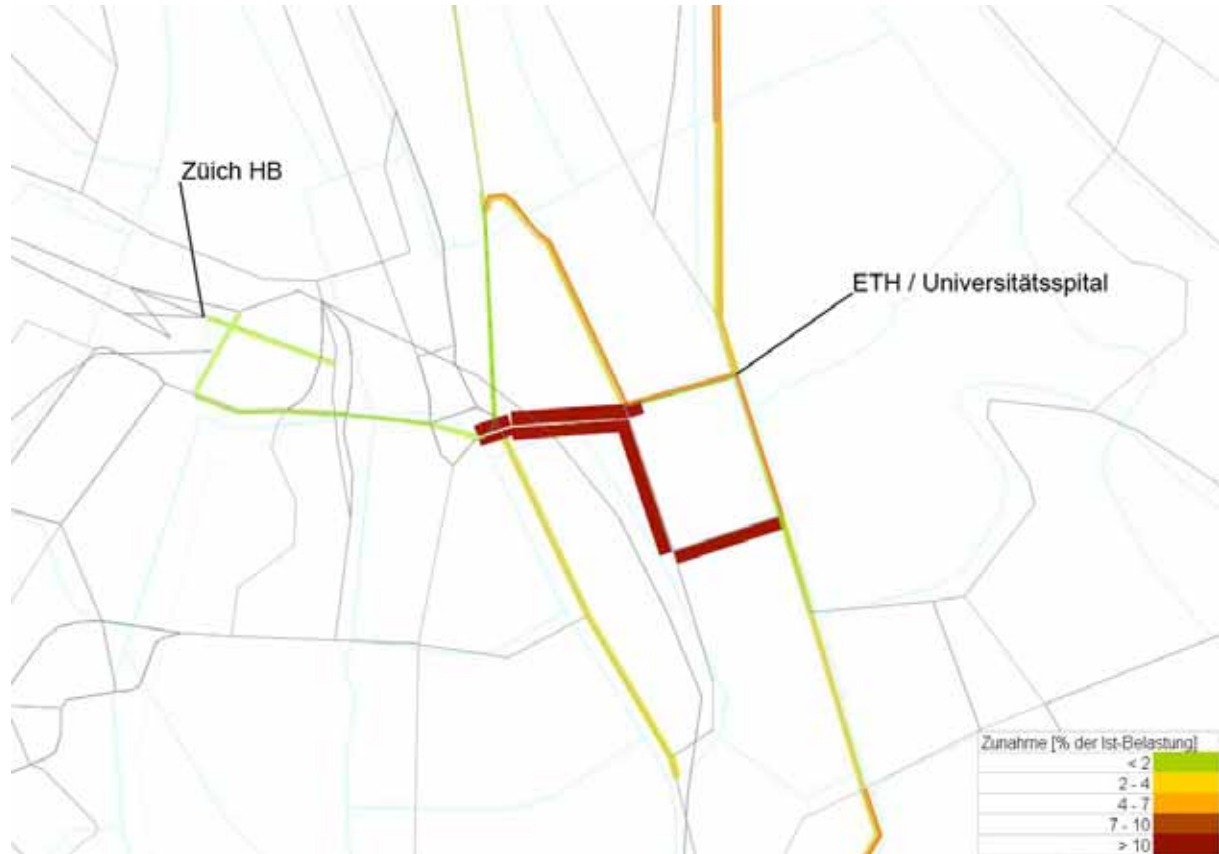 Züich HB
ETH / Universitätsspital
Zunahme [% der Ist-Belastung]
< 2
2 - 4
4 - 7
7 - 10
> 10